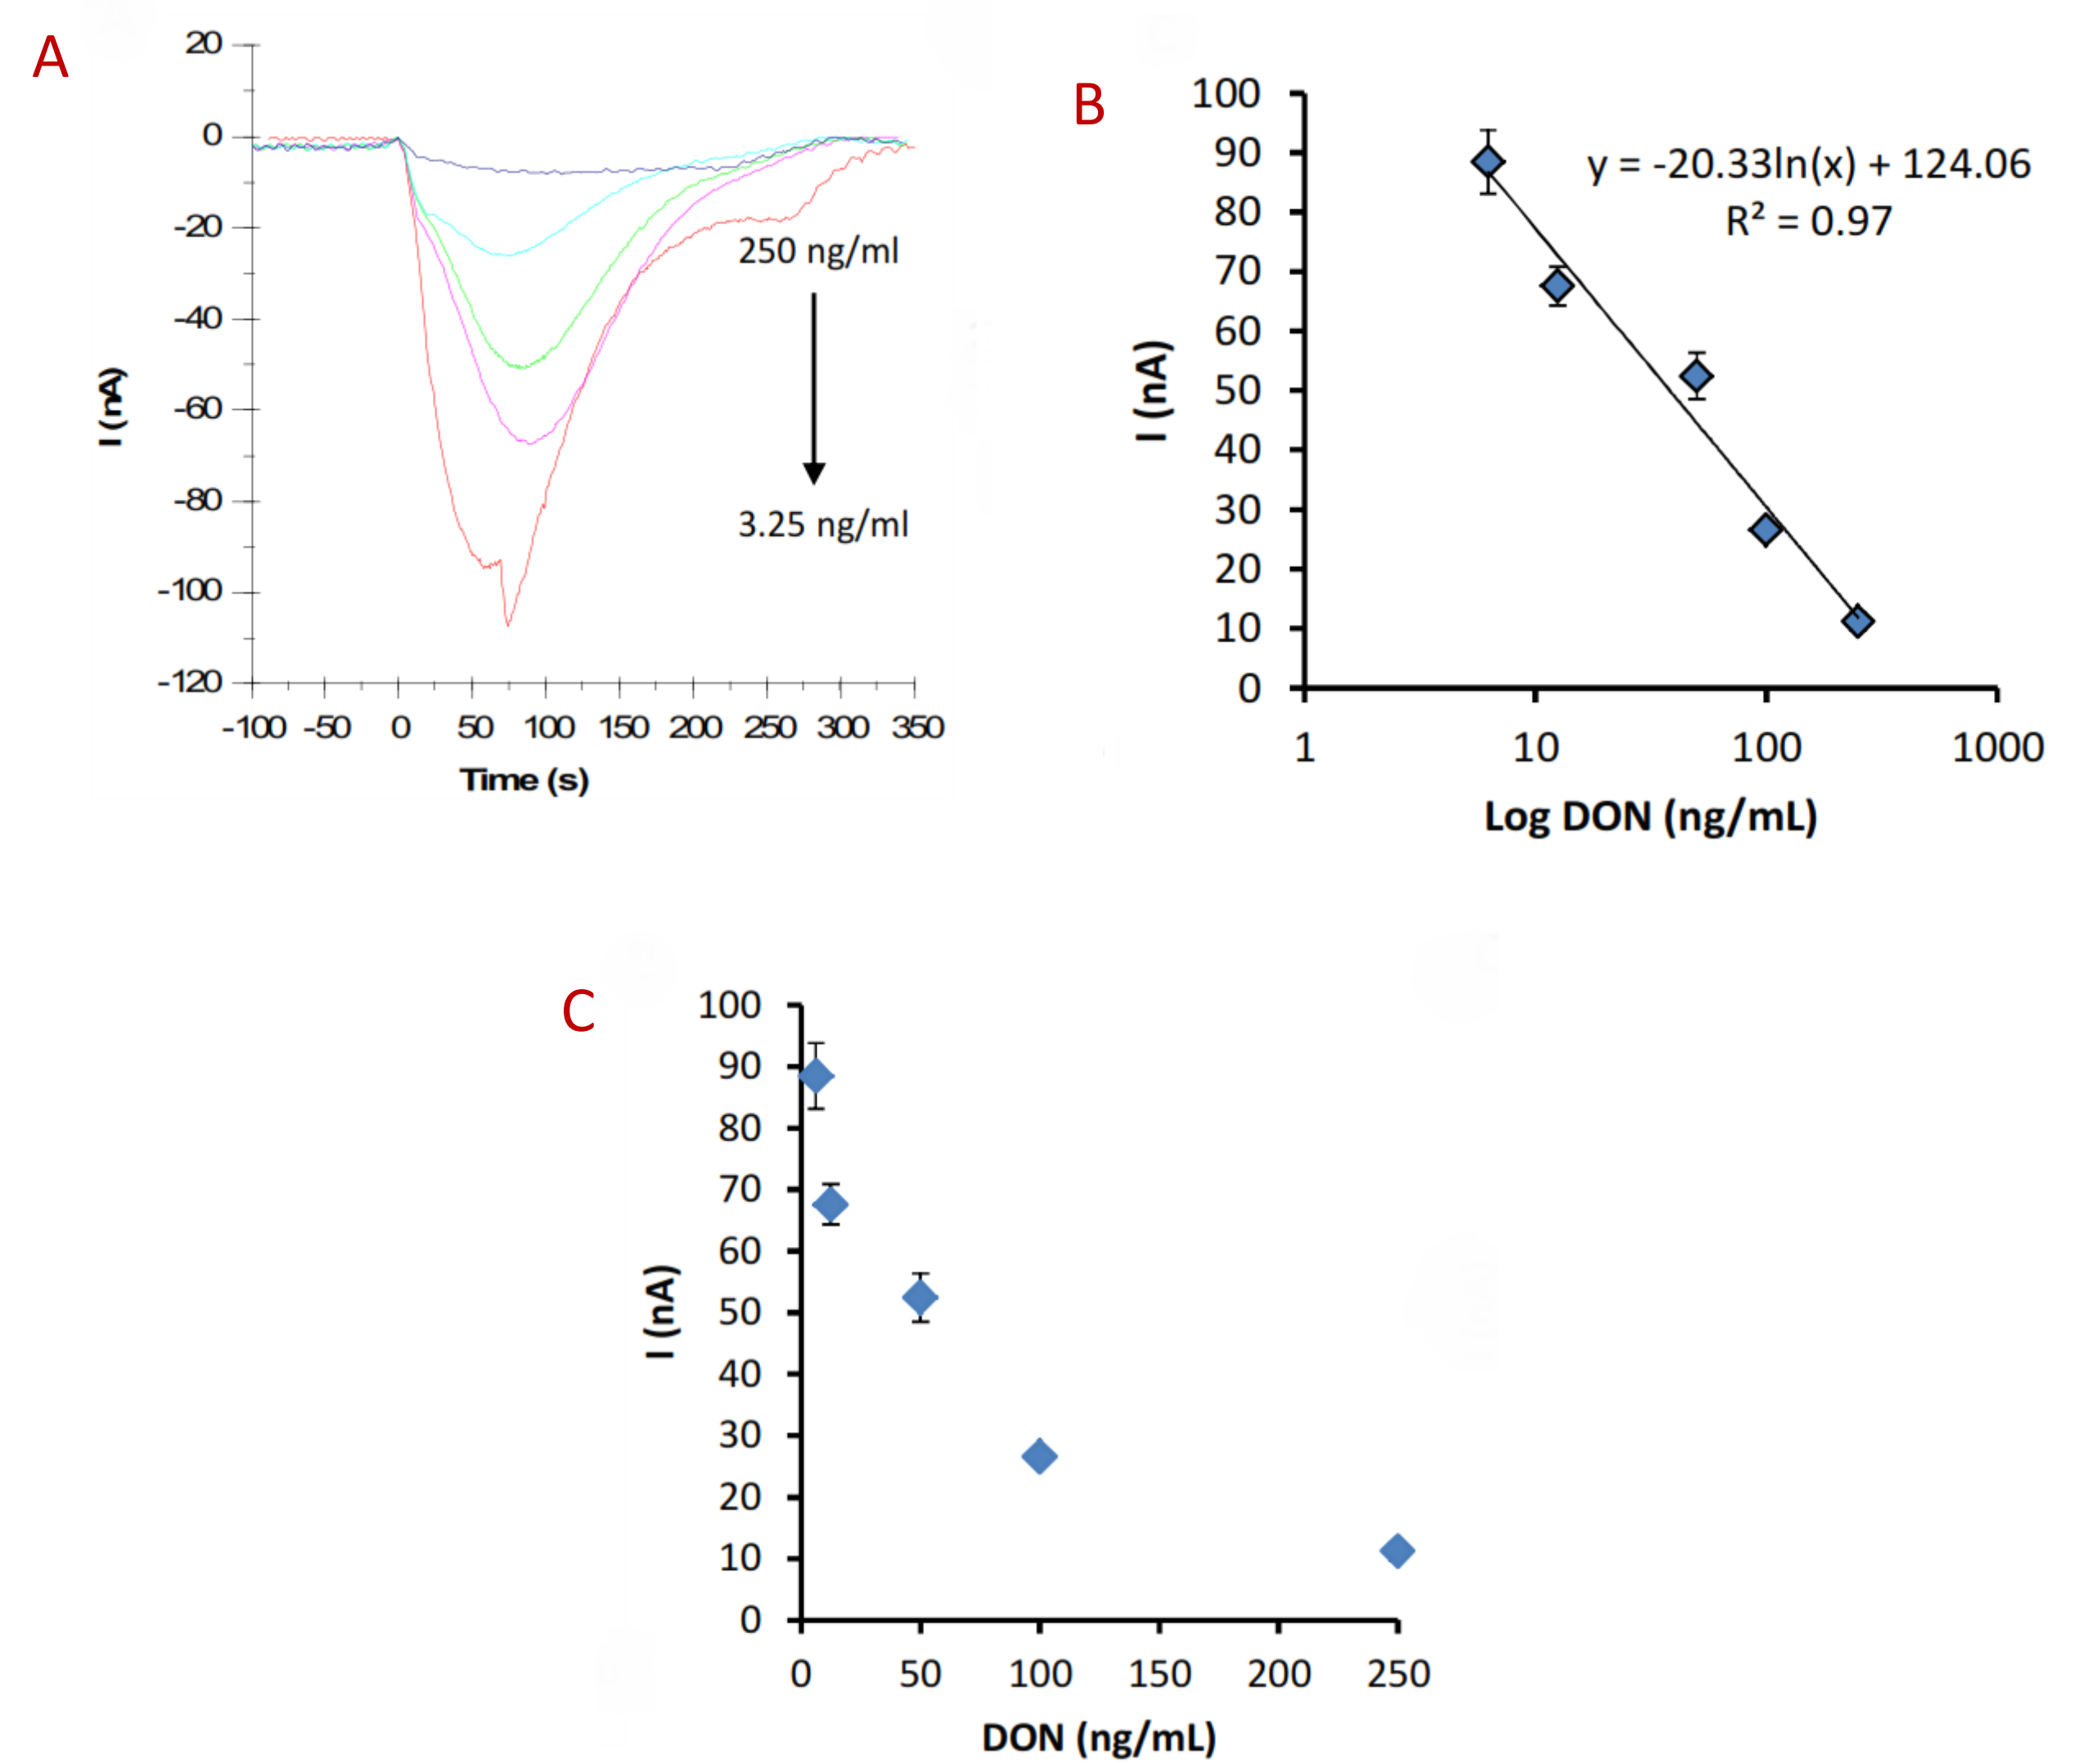 A
20
0
-20
-40
-60
-80
-100
-120
I (nA)
-100 -50 0 50 100 150 200 250 300 350
Time (s)
250 ng/ml
3.25 ng/ml
B
100
90
80
70
60
50
40
30
20
10
0
I (nA)
y = -20.33ln(x) + 124.06
R² = 0.97
1 10 100 1000
Log DON (ng/mL)
C
100
90
80
70
60
50
40
30
20
10
0
I (nA)
0 50 100 150 200 250
DON (ng/mL)